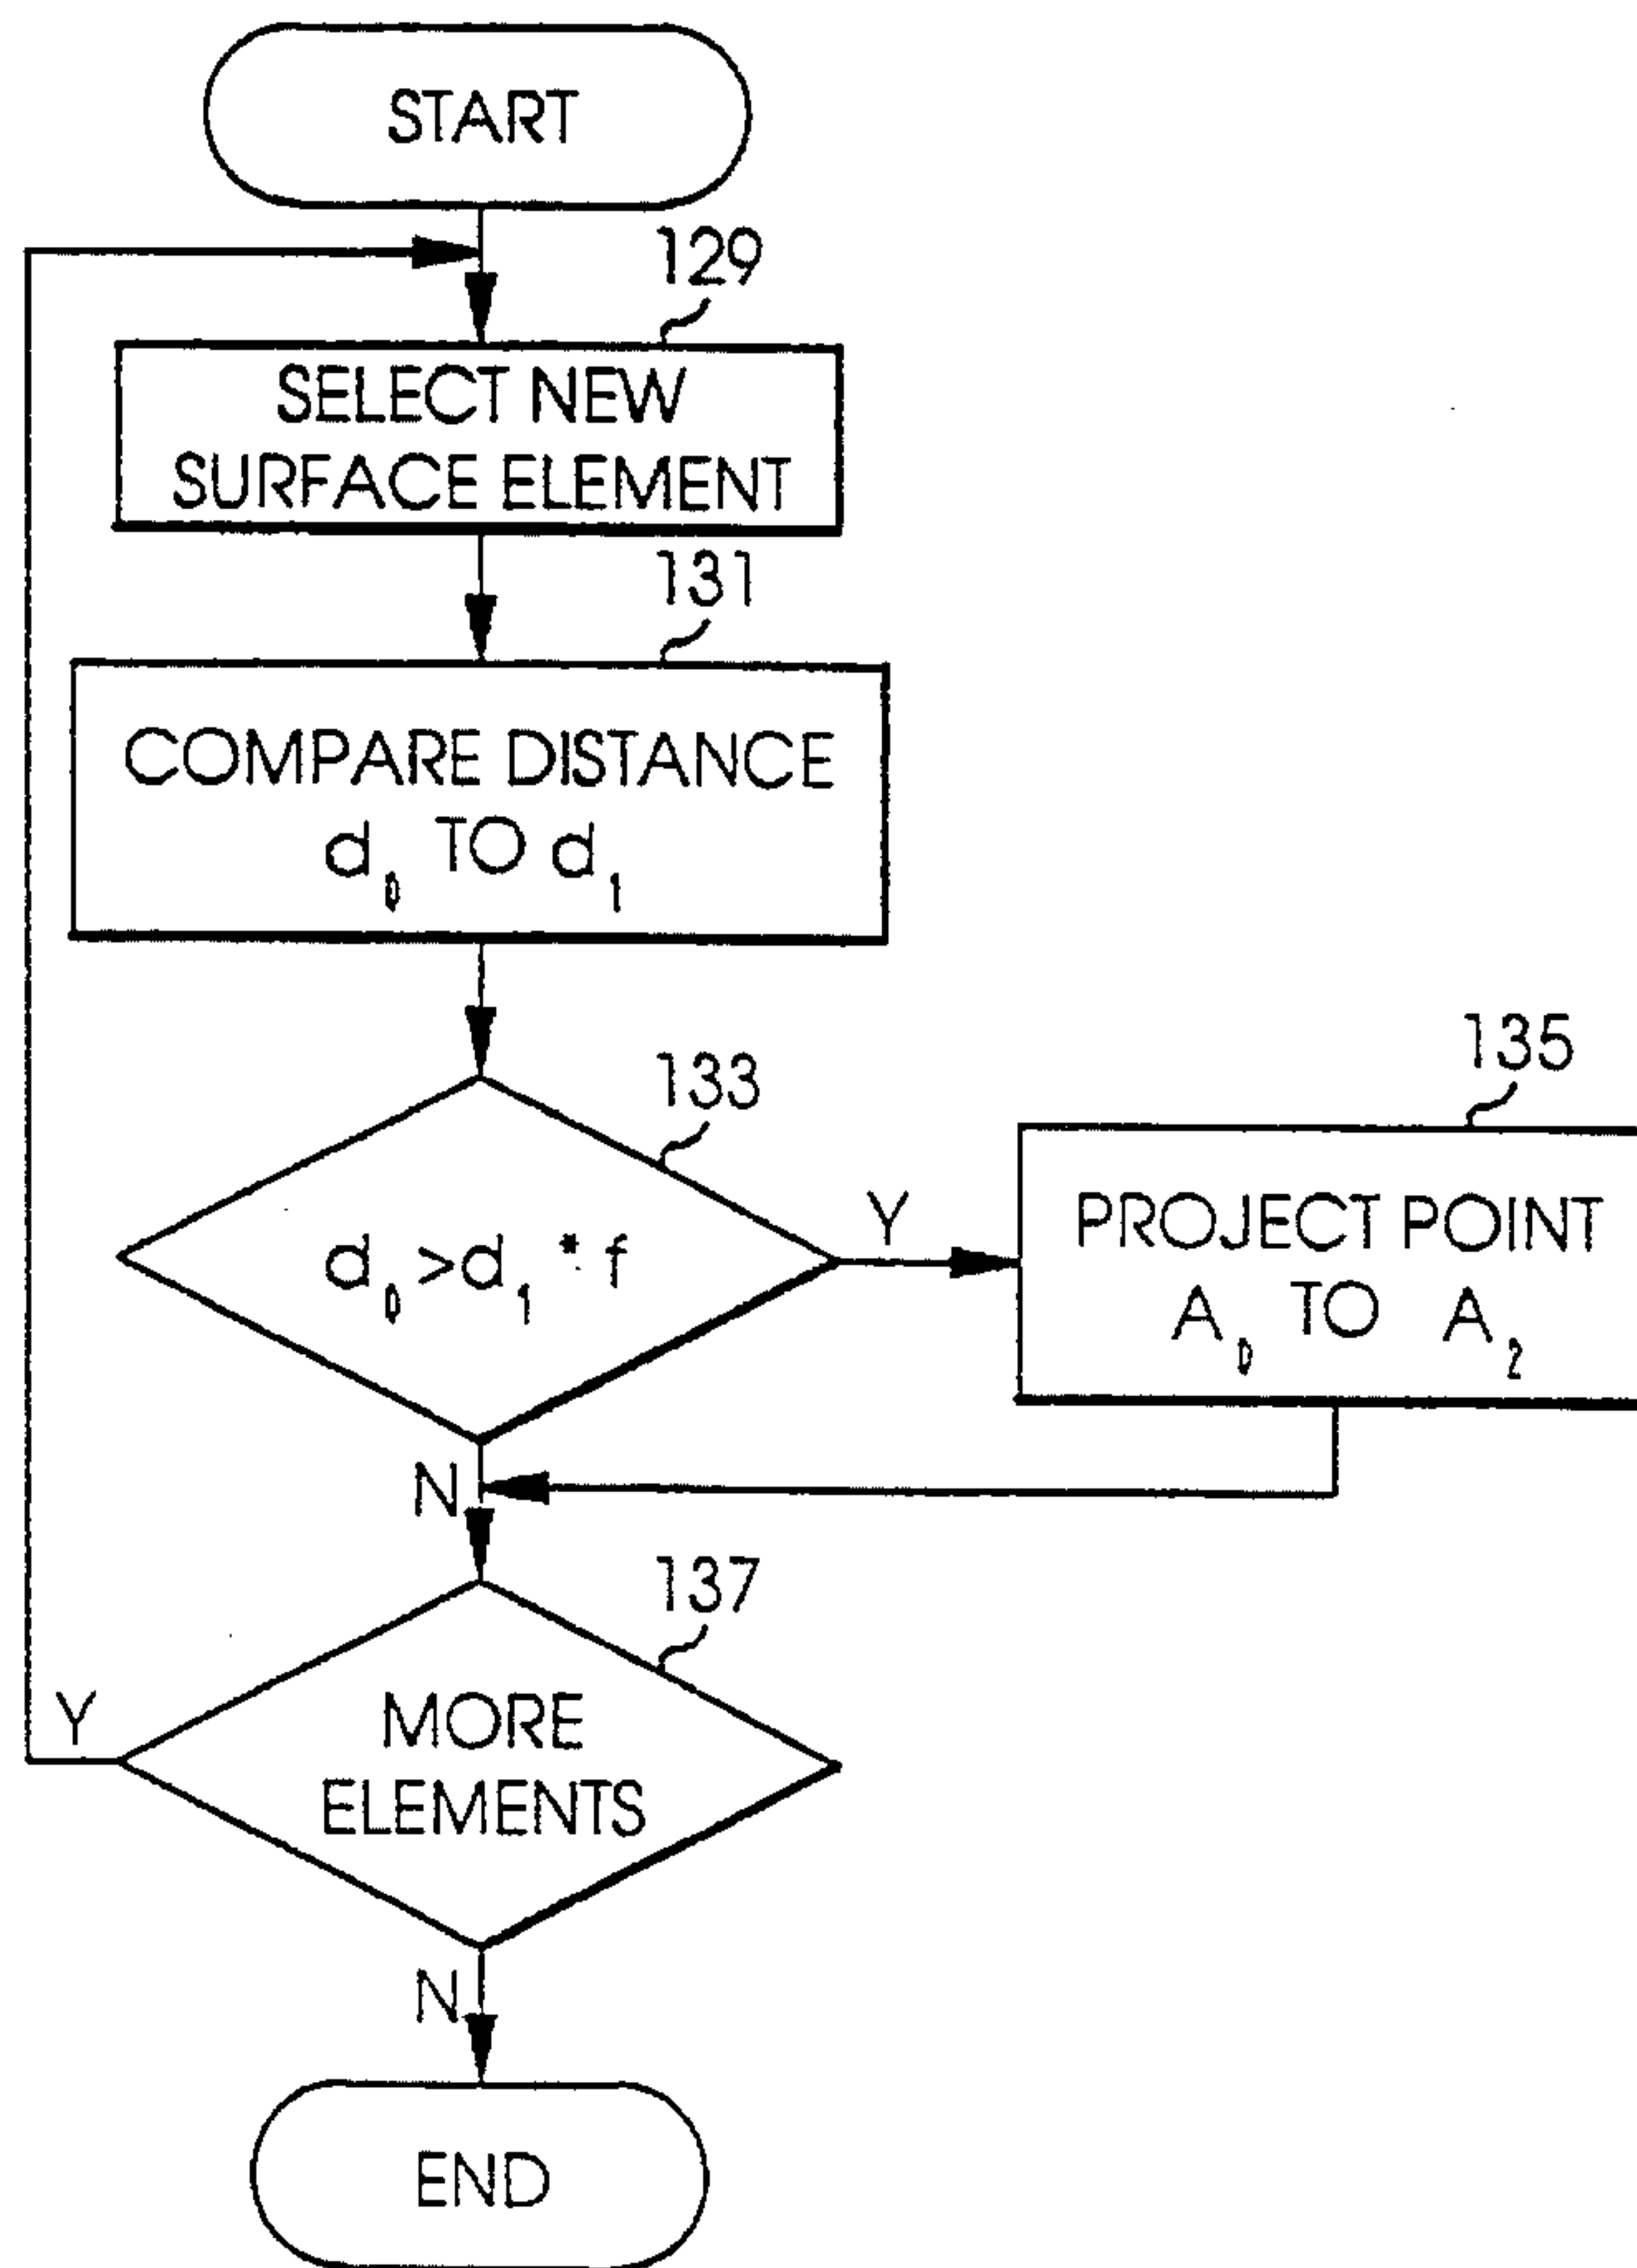 START
129
SELECT NEW
SURFACE ELEMENT
131
COMPARE DISTANCE
d₀ TO d₁
133
d₀>d₁ * f
Y
135
PROJECT POINT
A₀ TO A₂
N
137
MORE
ELEMENTS
Y
N
END